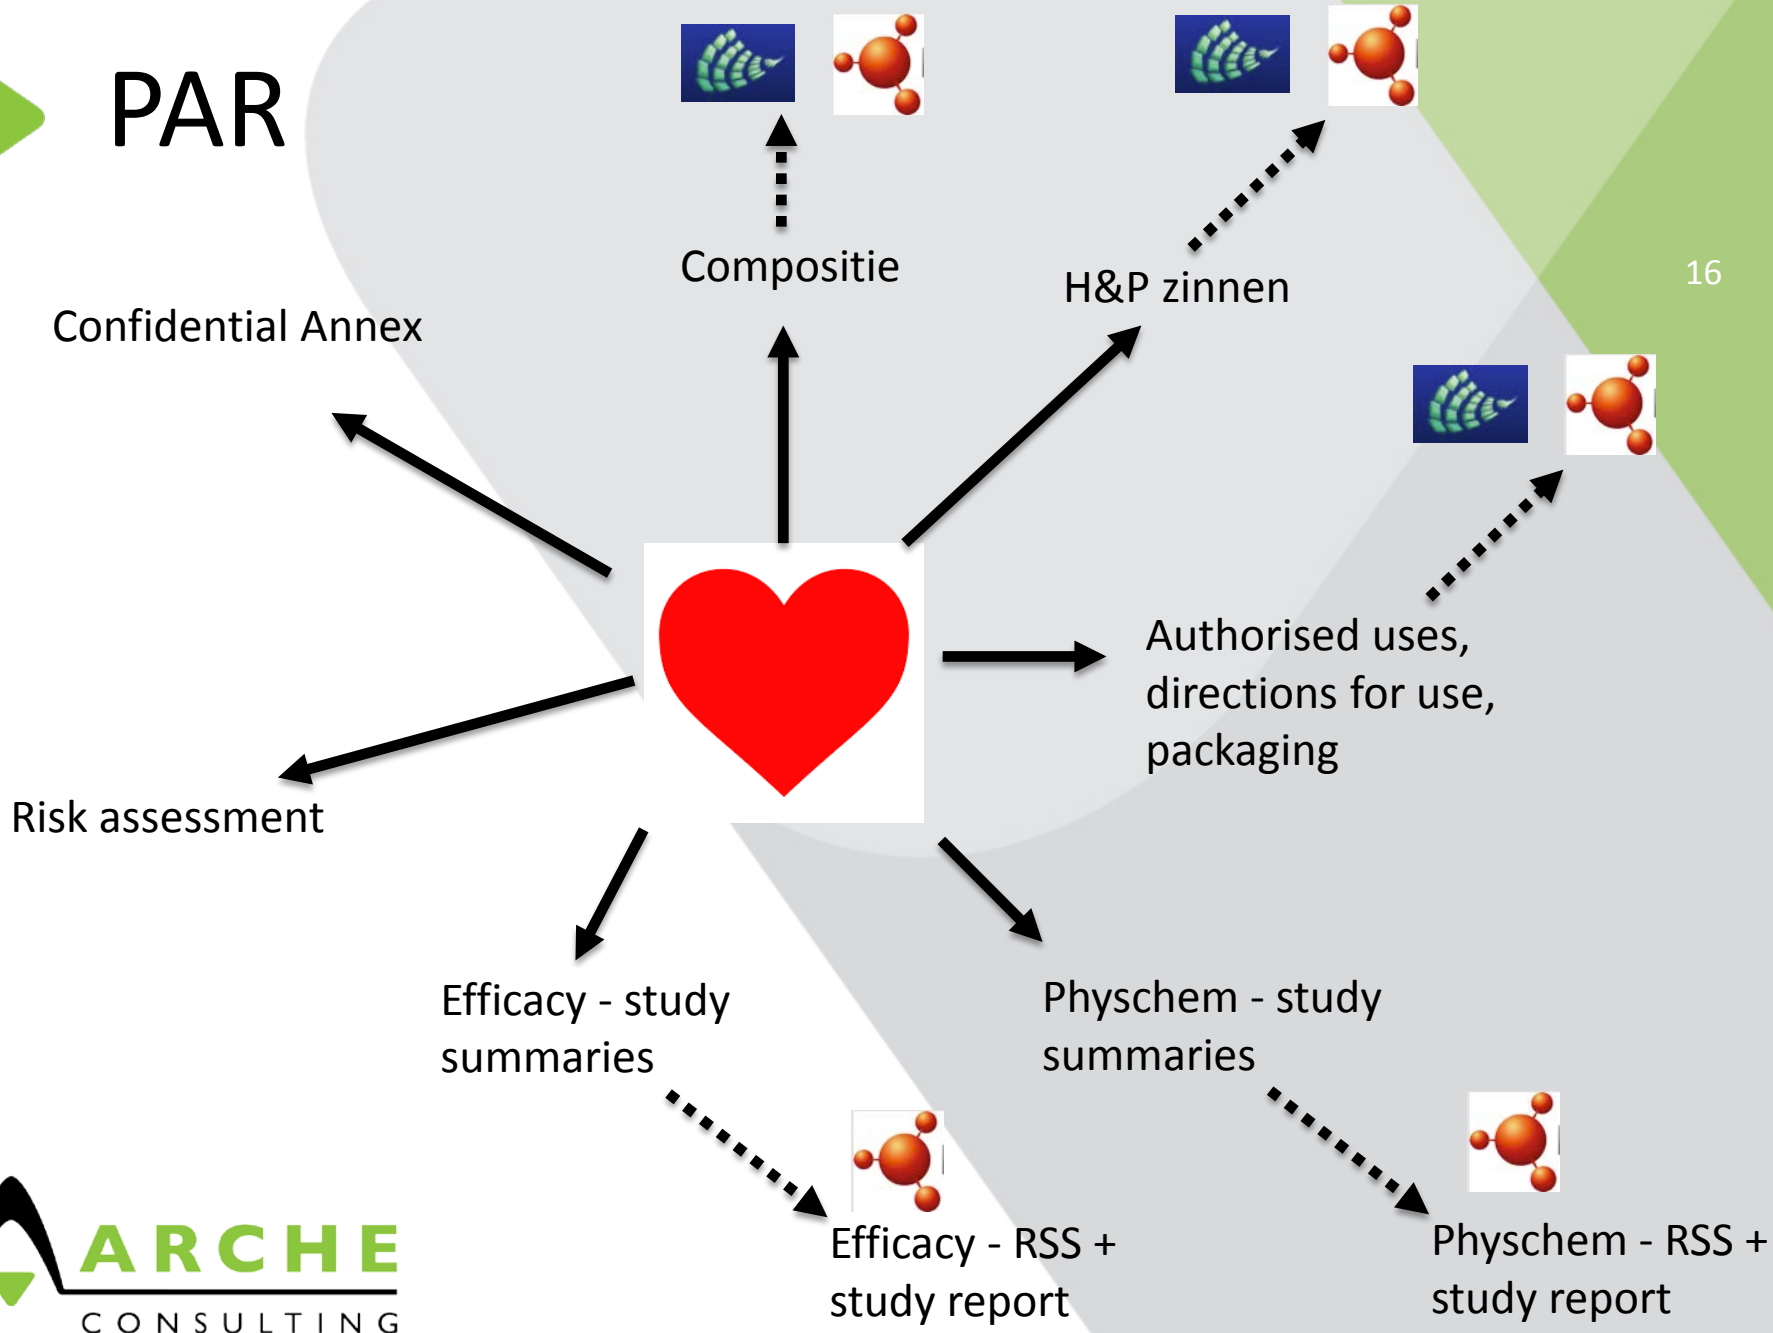 PAR
Compositie
H&P zinnen
16
Confidential Annex
Authorised uses,
directions for use,
packaging
Risk assessment
Efficacy - study
summaries
Physchem - study
summaries
Efficacy - RSS +
study report
Physchem - RSS +
study report
ARCHE
CONSULTING